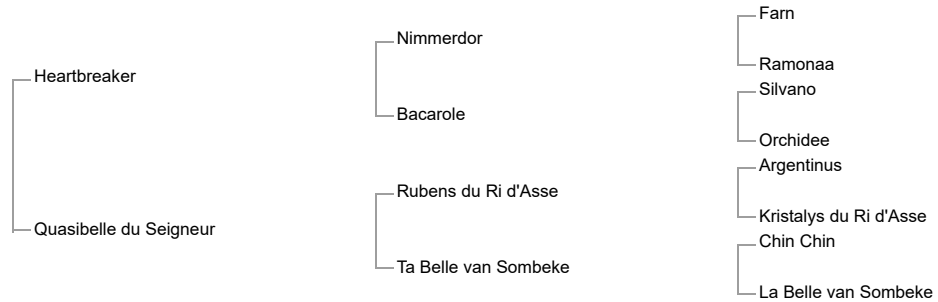 Farn
Nimmerdor
Ramonaa
Heartbreaker
Silvano
Bacarole
Orchidee
Argentinus
Rubens du Ri d'Asse
Kristalys du Ri d'Asse
Quasibelle du Seigneur
Chin Chin
Ta Belle van Sombeke
La Belle van Sombeke